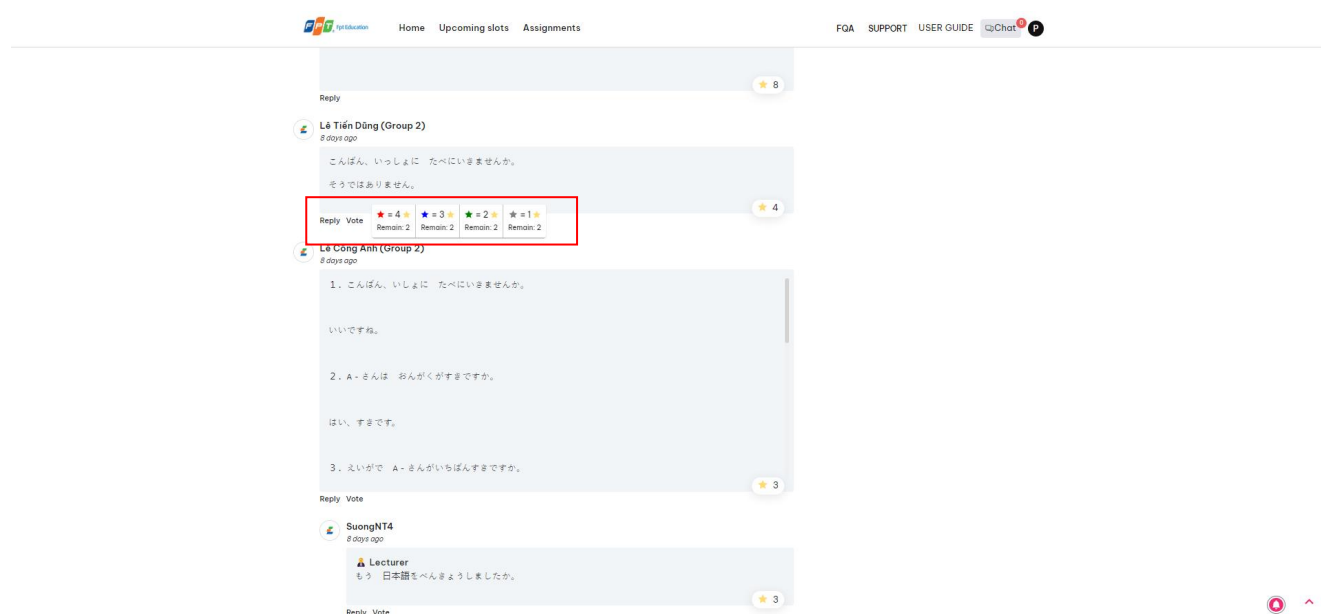 FPT Fpt Education Home Upcoming slots Assignments FQA SUPPORT USER GUIDE Chat 0 P
8
Reply
Lê Tiến Dũng (Group 2)
8 days ago
こんばん、いっしょに　たべにいきませんか。
そうではありません。
4
Reply Vote ★ = 4 ★ ★ = 3 ★ ★ = 2 ★ ★ = 1 ★
Remain: 2 Remain: 2 Remain: 2 Remain: 2
Lê Công Anh (Group 2)
8 days ago
１．こんばん、いしょに　たべにいきませんか。
いいですね。
２．A - さんは　おんがくがすきですか。
はい、すきです。
３．えいがで　A - さんがいちばんすきですか。
3
Reply Vote
SuongNT4
8 days ago
Lecturer
もう　日本語をべんきょうしましたか。
3
Reply Vote